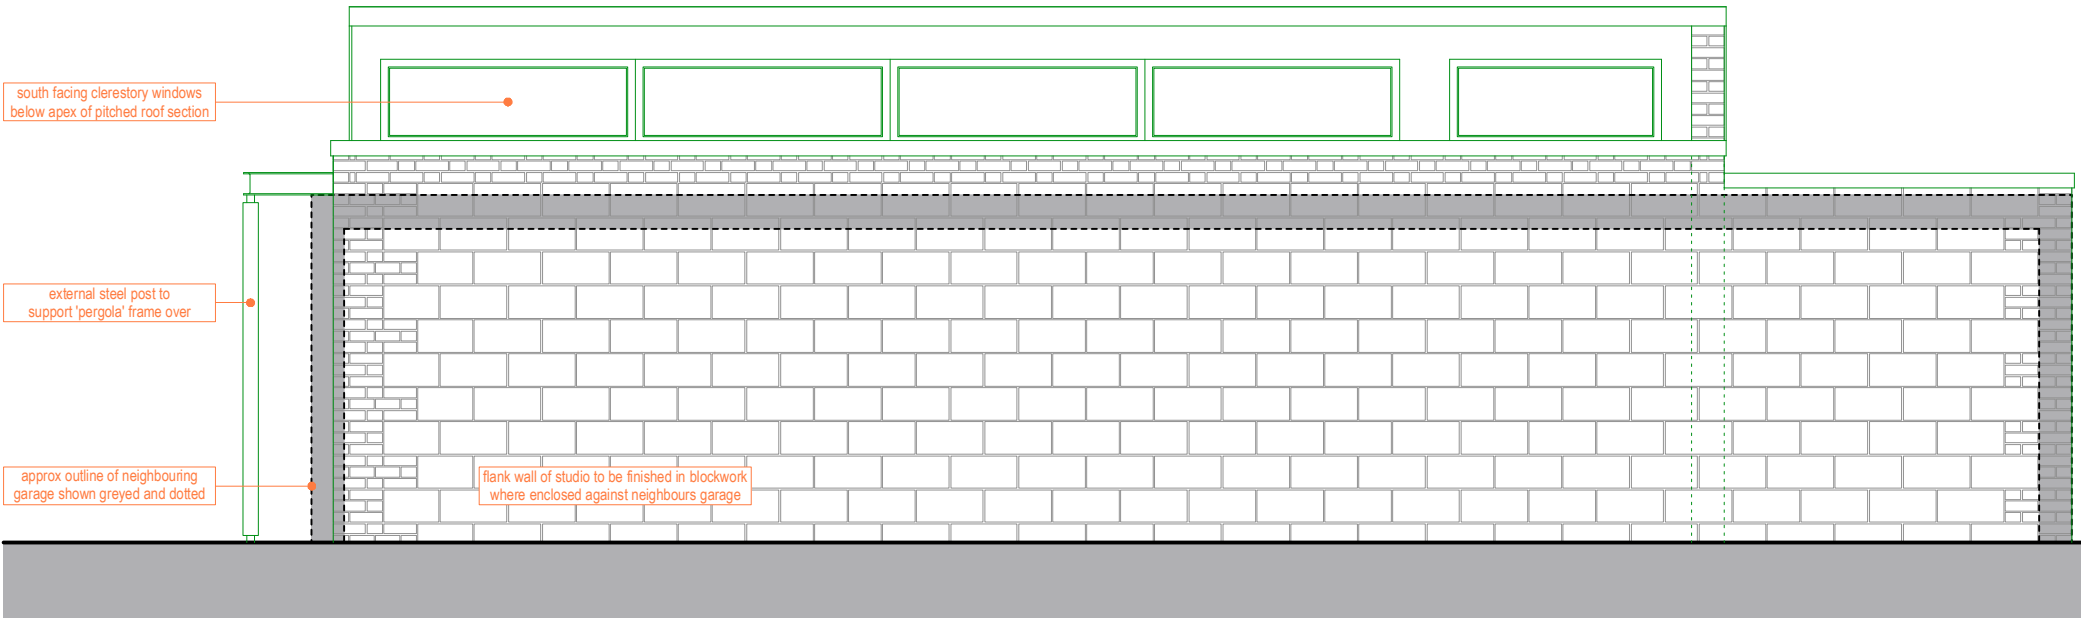 south facing clerestory windows
below apex of pitched roof section
external steel post to
support 'pergola' frame over
approx outline of neighbouring
garage shown greyed and dotted
flank wall of studio to be finished in blockwork
where enclosed against neighbours garage